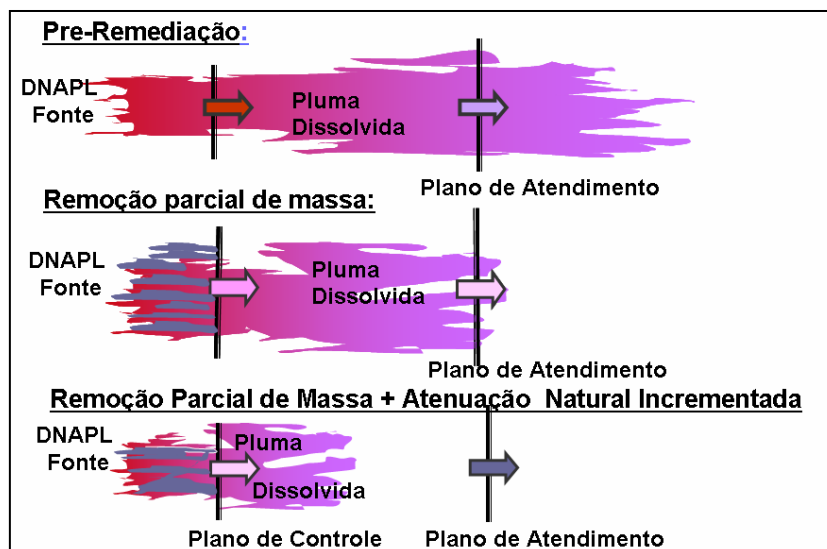 Pre-Remediação:
DNAPL
Fonte
Pluma
Dissolvida
Plano de Atendimento
Remoção parcial de massa:
DNAPL
Fonte
Pluma
Dissolvida
Plano de Atendimento
Remoção Parcial de Massa + Atenuação Natural Incrementada
DNAPL
Fonte
Pluma
Dissolvida
Plano de Controle
Plano de Atendimento